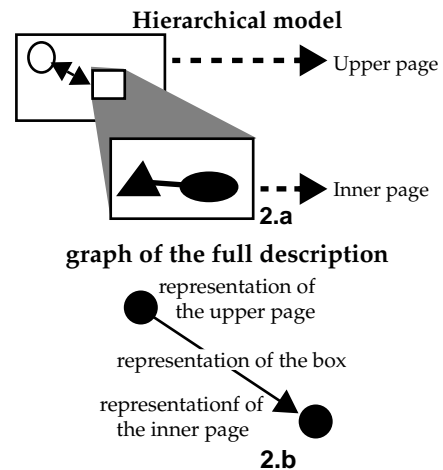 Hierarchical model
Upper page
Inner page
2.a
graph of the full description
representation of
the upper page
representation of the box
representationf of
the inner page
2.b